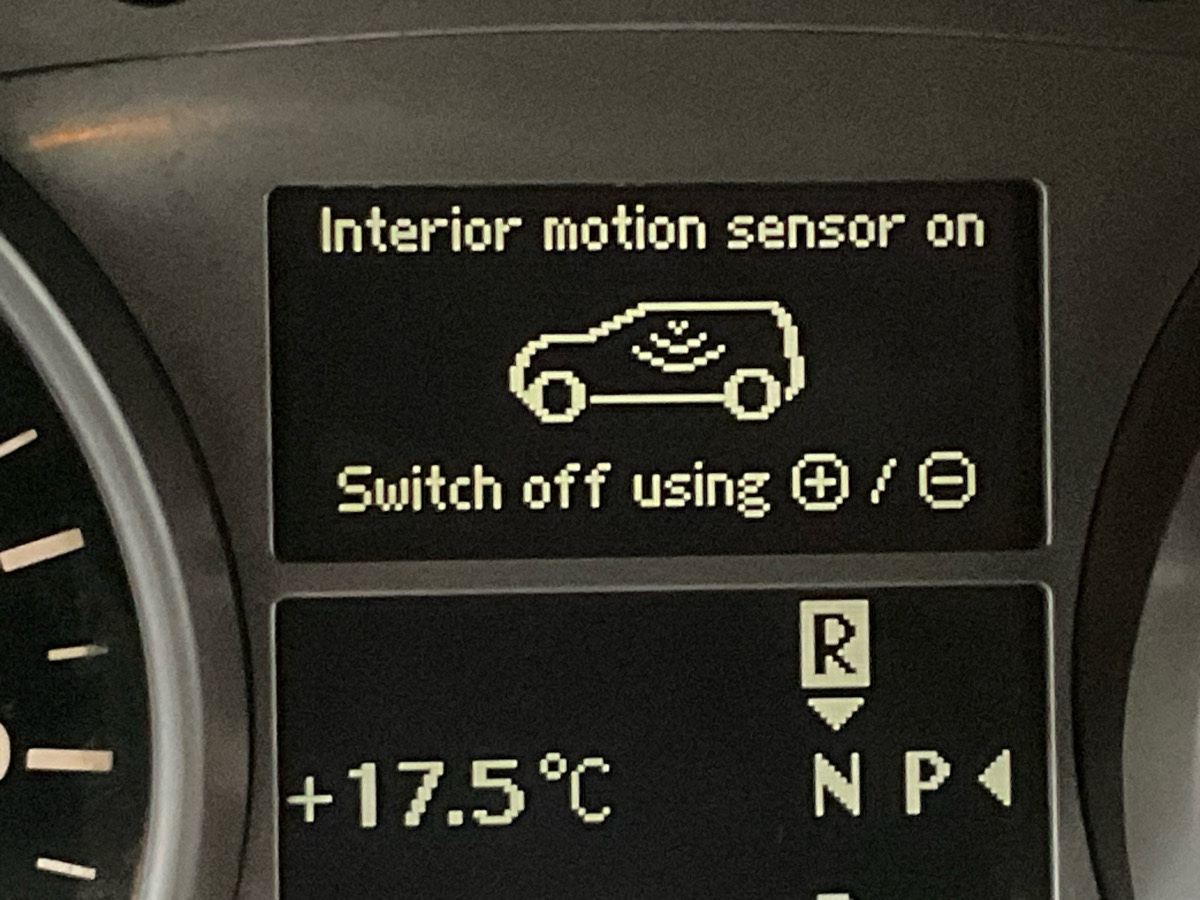 Interior motion sensor on
Switch off using ⊕ / ⊖
R
+17.5°C N P